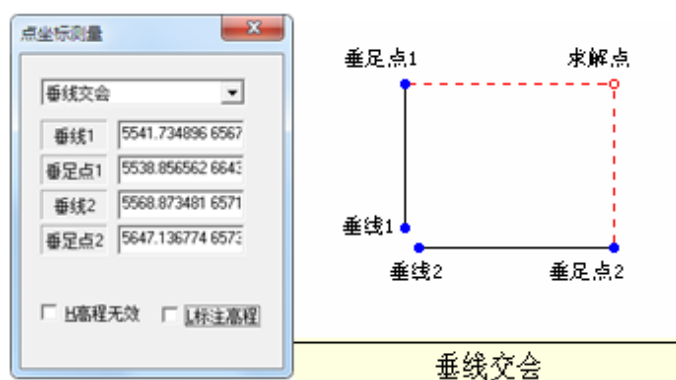 点坐标测量
垂线交会
垂线1 5541.734896 6567
垂足点1 5538.856562 6643
垂线2 5568.873481 6571
垂足点2 5647.136774 6573
H高程无效 L标注高程
垂足点1 求解点
垂线1
垂线2 垂足点2
垂线交会